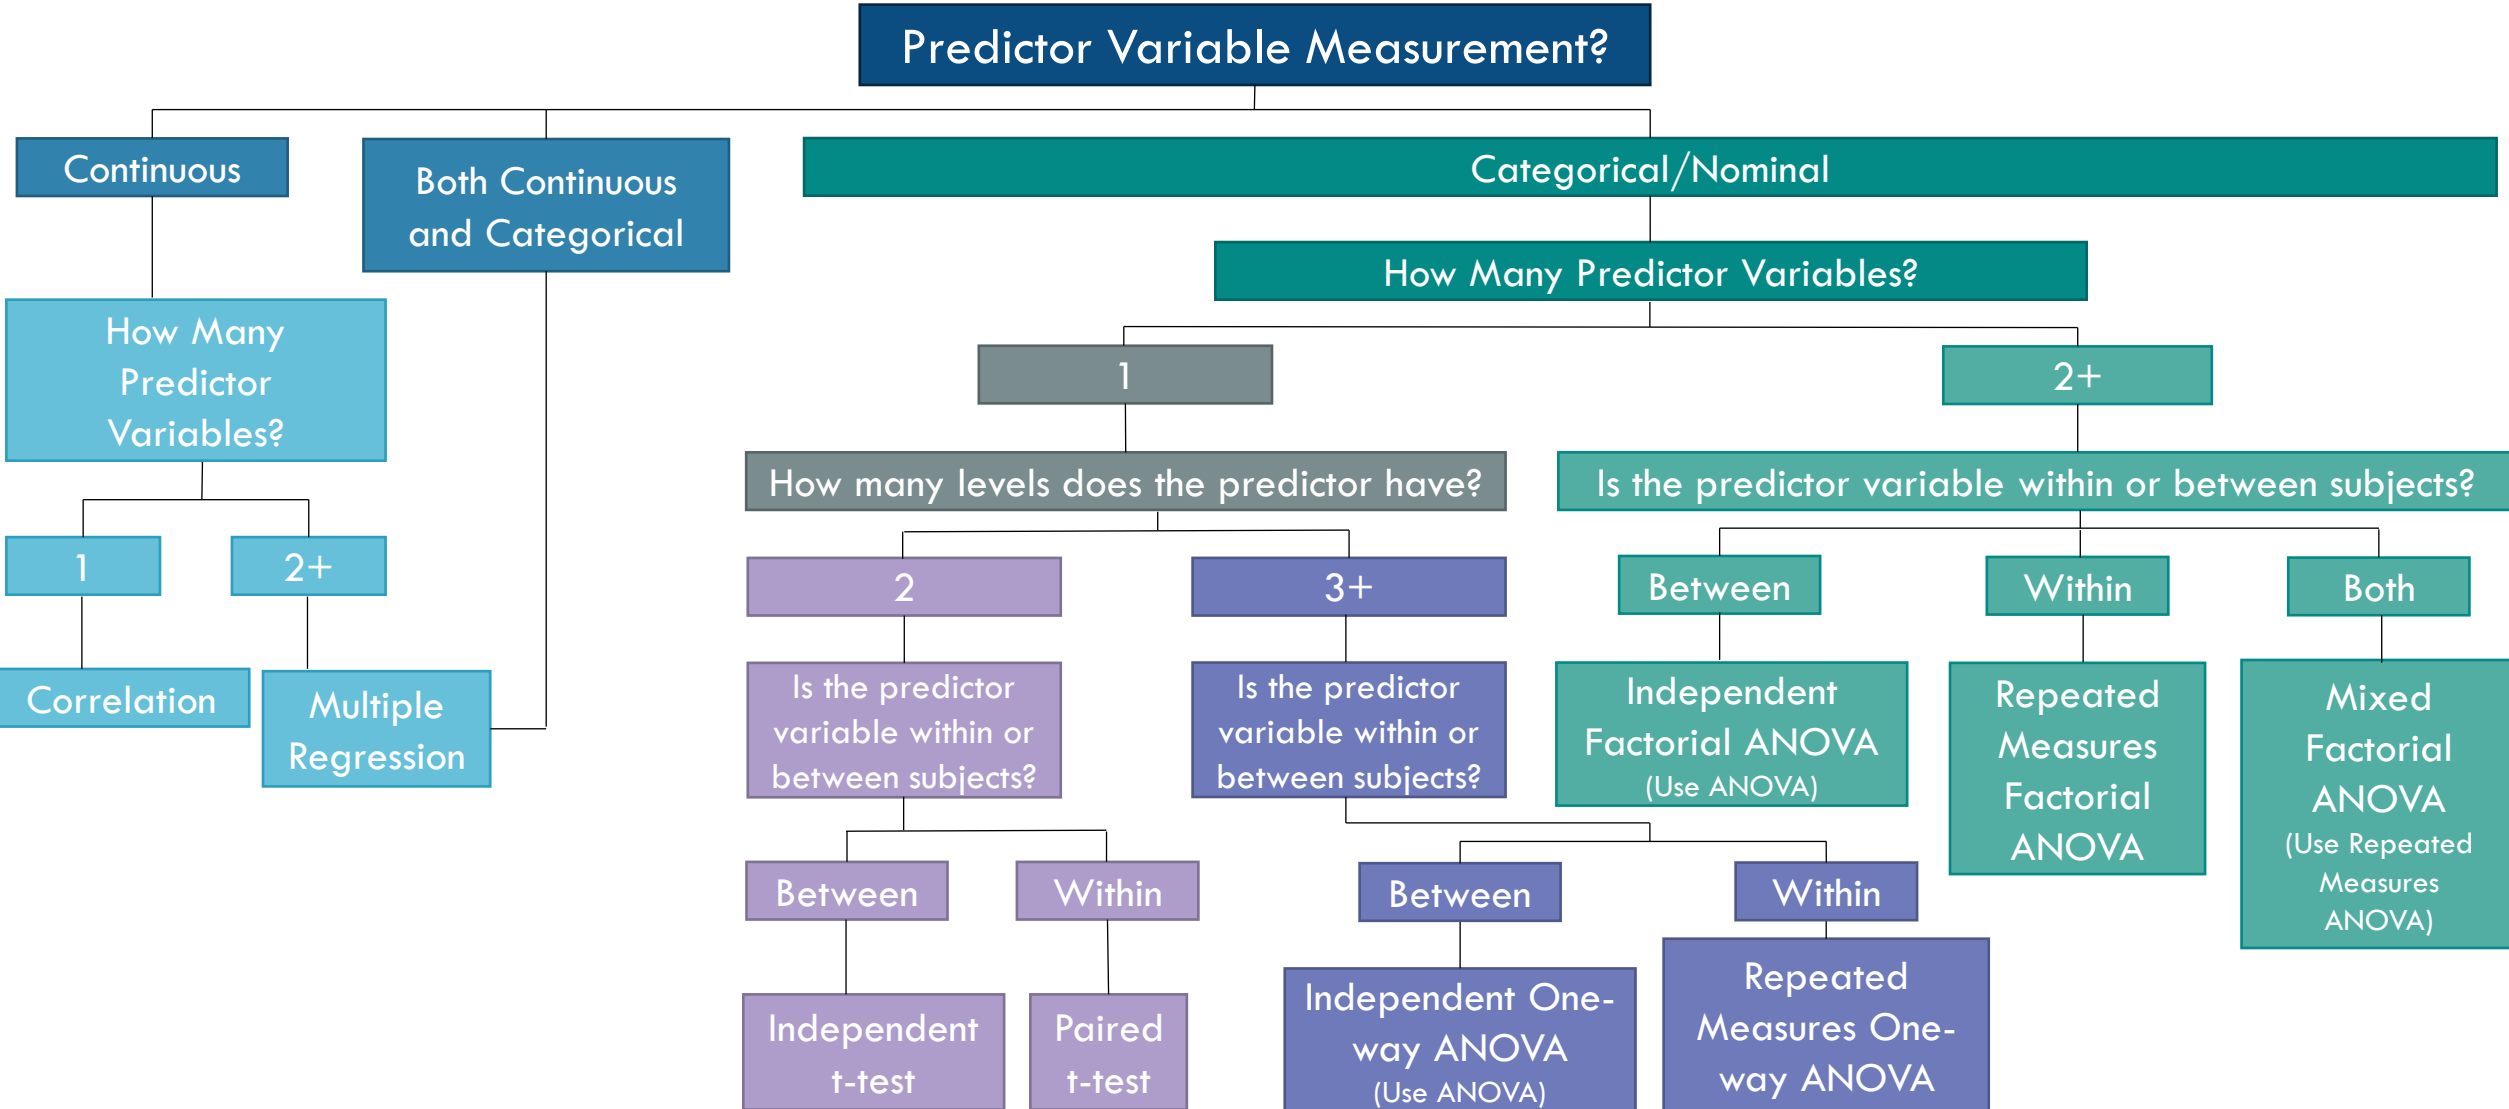 Predictor Variable Measurement?
Continuous
Both Continuous
and Categorical
Categorical/Nominal
How Many Predictor Variables?
How Many
Predictor
Variables?
1
2+
How many levels does the predictor have?
Is the predictor variable within or between subjects?
1
2+
2
3+
Between
Within
Both
Correlation
Multiple
Regression
Is the predictor
variable within or
between subjects?
Is the predictor
variable within or
between subjects?
Independent
Factorial ANOVA
(Use ANOVA)
Repeated
Measures
Factorial
ANOVA
Mixed
Factorial
ANOVA
(Use Repeated
Measures
ANOVA)
Between
Within
Between
Within
Independent
t-test
Paired
t-test
Independent One-
way ANOVA
(Use ANOVA)
Repeated
Measures One-
way ANOVA